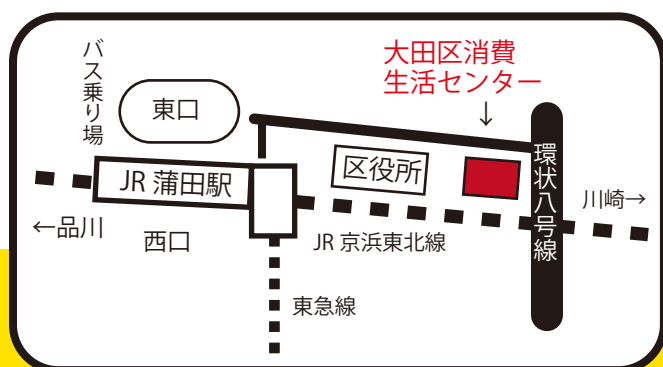 バス乗り場
東口
大田区消費
生活センター
↓
JR 蒲田駅
区役所
環状八号線
川崎→
←品川
西口
JR 京浜東北線
東急線